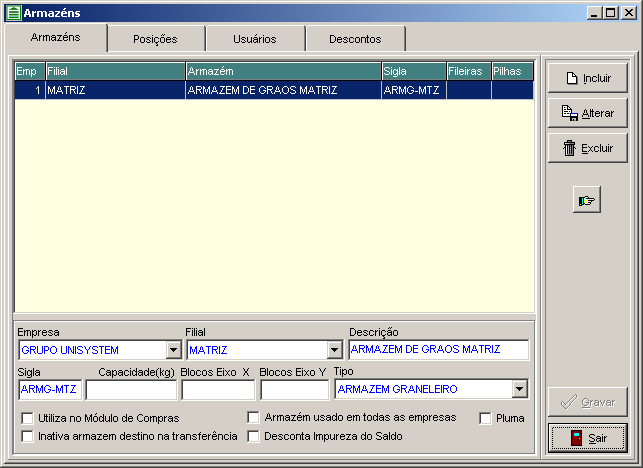 Armazéns
Armazéns Posições Usuários Descontos
Emp Filial Armazém Sigla Fileiras Pilhas
1 MATRIZ ARMAZEM DE GRAOS MATRIZ ARMG-MTZ
Incluir
Alterar
Excluir
Empresa Filial Descrição
GRUPO UNISYSTEM MATRIZ ARMAZEM DE GRAOS MATRIZ
Sigla Capacidade(kg) Blocos Eixo X Blocos Eixo Y Tipo
ARMG-MTZ ARMAZEM GRANELEIRO
Utiliza no Módulo de Compras Armazém usado em todas as empresas Pluma
Inativa armazem destino na transferência Desconta Impureza do Saldo
Gravar
Sair